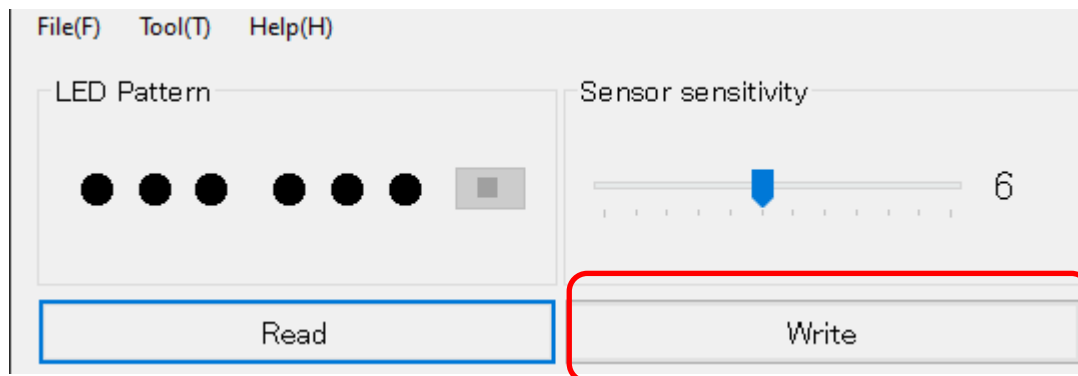 File(F) Tool(T) Help(H)
LED Pattern
Sensor sensitivity
6
Read
Write